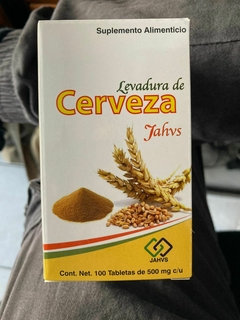 Suplemento Alimenticio
Levadura de
Cerveza
Jahvs
JAHVS
Cont. Net. 100 Tabletas de 500 mg c/u